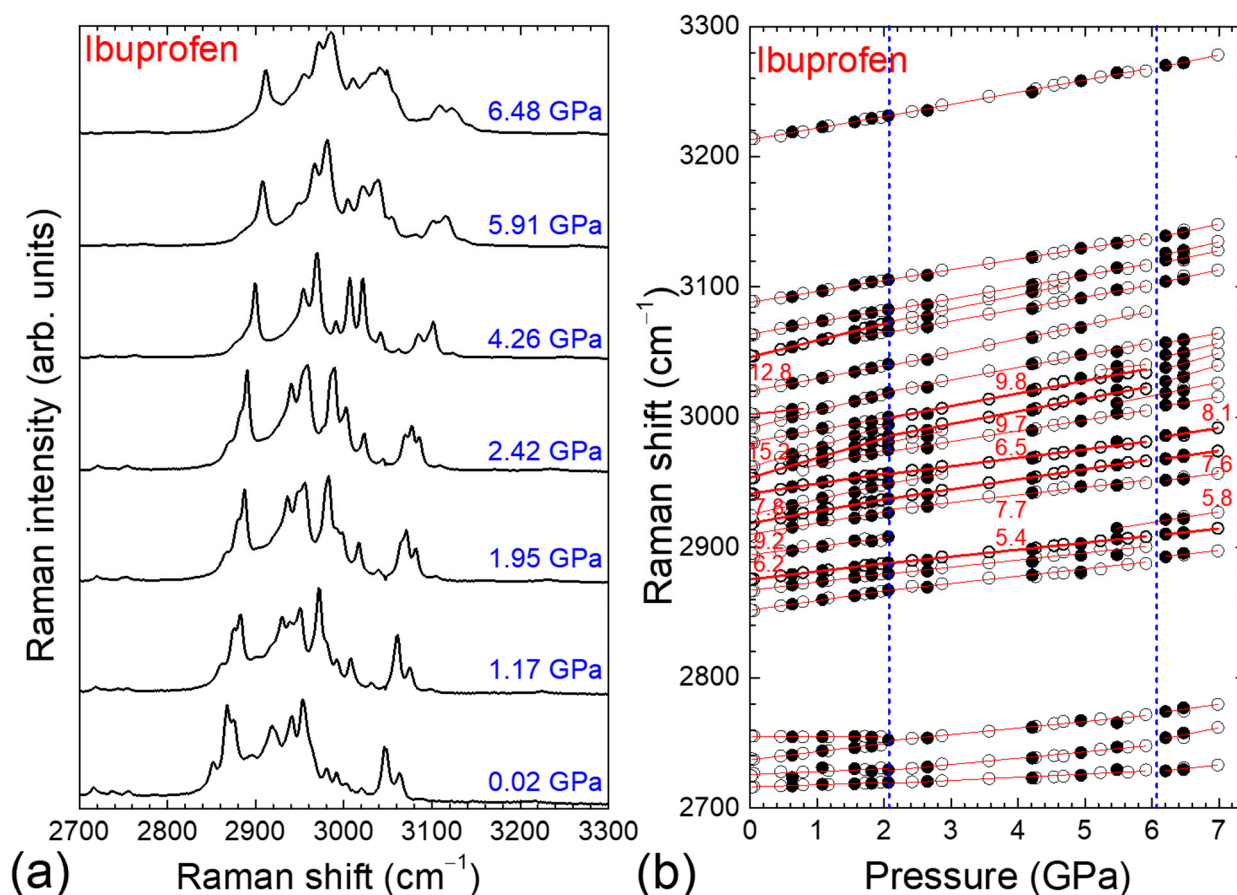 Ibuprofen
6.48 GPa
5.91 GPa
4.26 GPa
2.42 GPa
1.95 GPa
1.17 GPa
0.02 GPa
Raman intensity (arb. units)
2700 2800 2900 3000 3100 3200 3300
Raman shift (cm⁻¹)
(a)
Ibuprofen
3300
3200
3100
3000
2900
2800
2700
Raman shift (cm⁻¹)
12.8
15.2
7.8
9.2
6.2
9.8
9.7
6.5
7.7
5.4
8.1
7.6
5.8
0 1 2 3 4 5 6 7
Pressure (GPa)
(b)